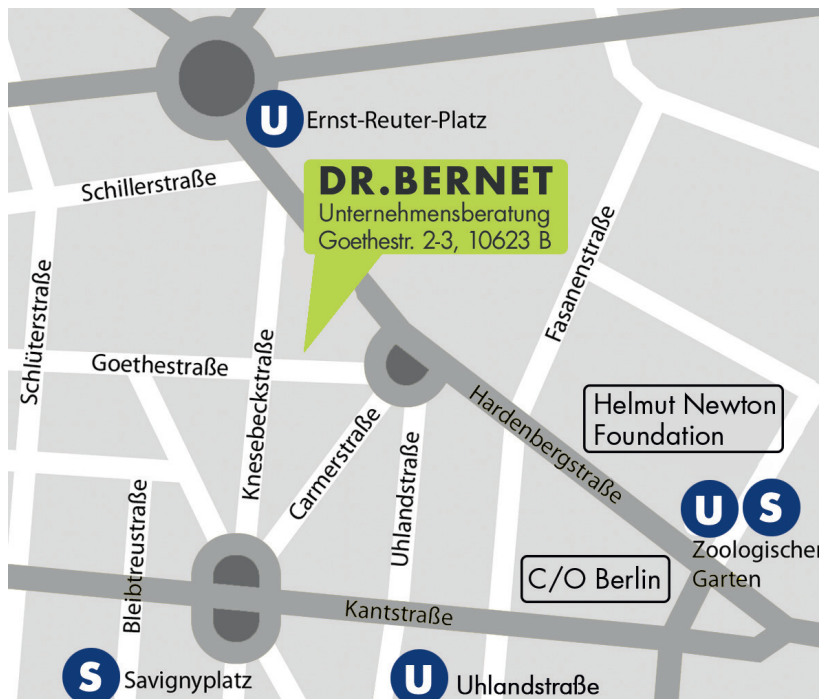 U Ernst-Reuter-Platz
Schillerstraße
DR.BERNET
Unternehmensberatung
Goethestr. 2-3, 10623 B
Schlüterstraße
Goethestraße
Knesebeckstraße
Fasanenstraße
Carmerstraße
Uhlandstraße
Hardenbergstraße
Helmut Newton
Foundation
Bleibtreustraße
U S
Zoologischer
Garten
C/O Berlin
Kantstraße
S Savignyplatz
U Uhlandstraße